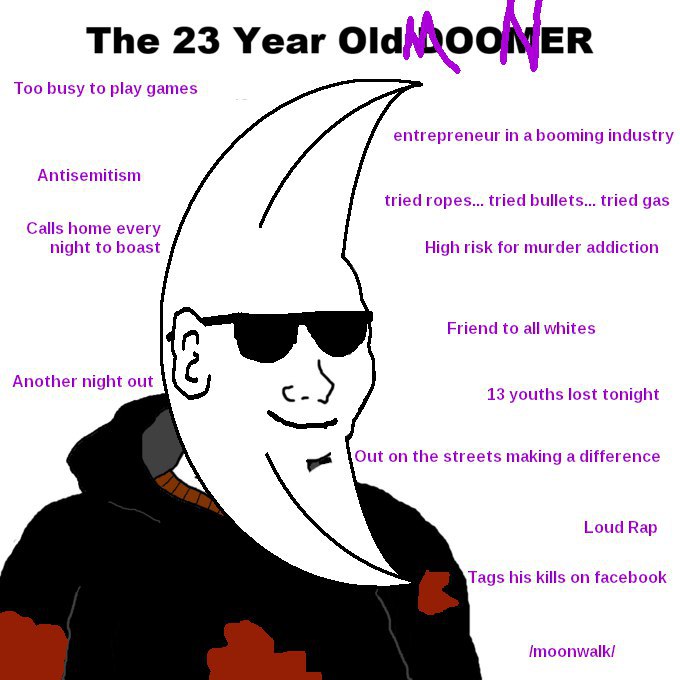 The 23 Year Old MOONER
Too busy to play games
entrepreneur in a booming industry
Antisemitism
tried ropes... tried bullets... tried gas
Calls home every
night to boast
High risk for murder addiction
Friend to all whites
Another night out
13 youths lost tonight
Out on the streets making a difference
Loud Rap
Tags his kills on facebook
/moonwalk/